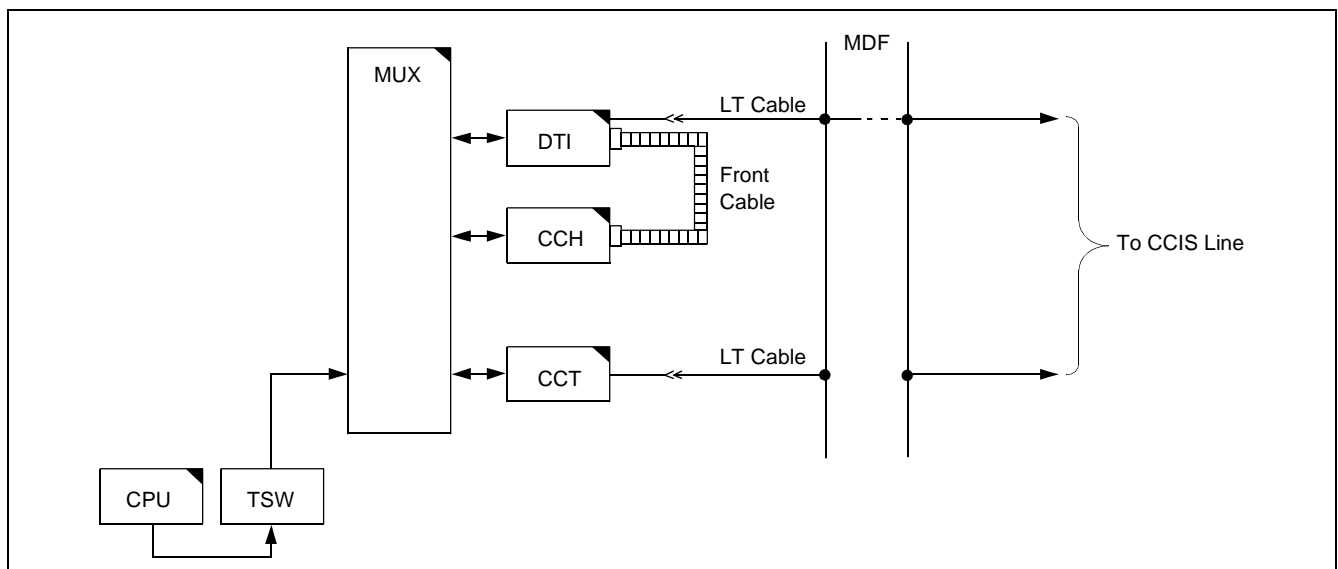 MDF
MUX
LT Cable
DTI
Front
Cable
CCH
To CCIS Line
LT Cable
CCT
CPU
TSW